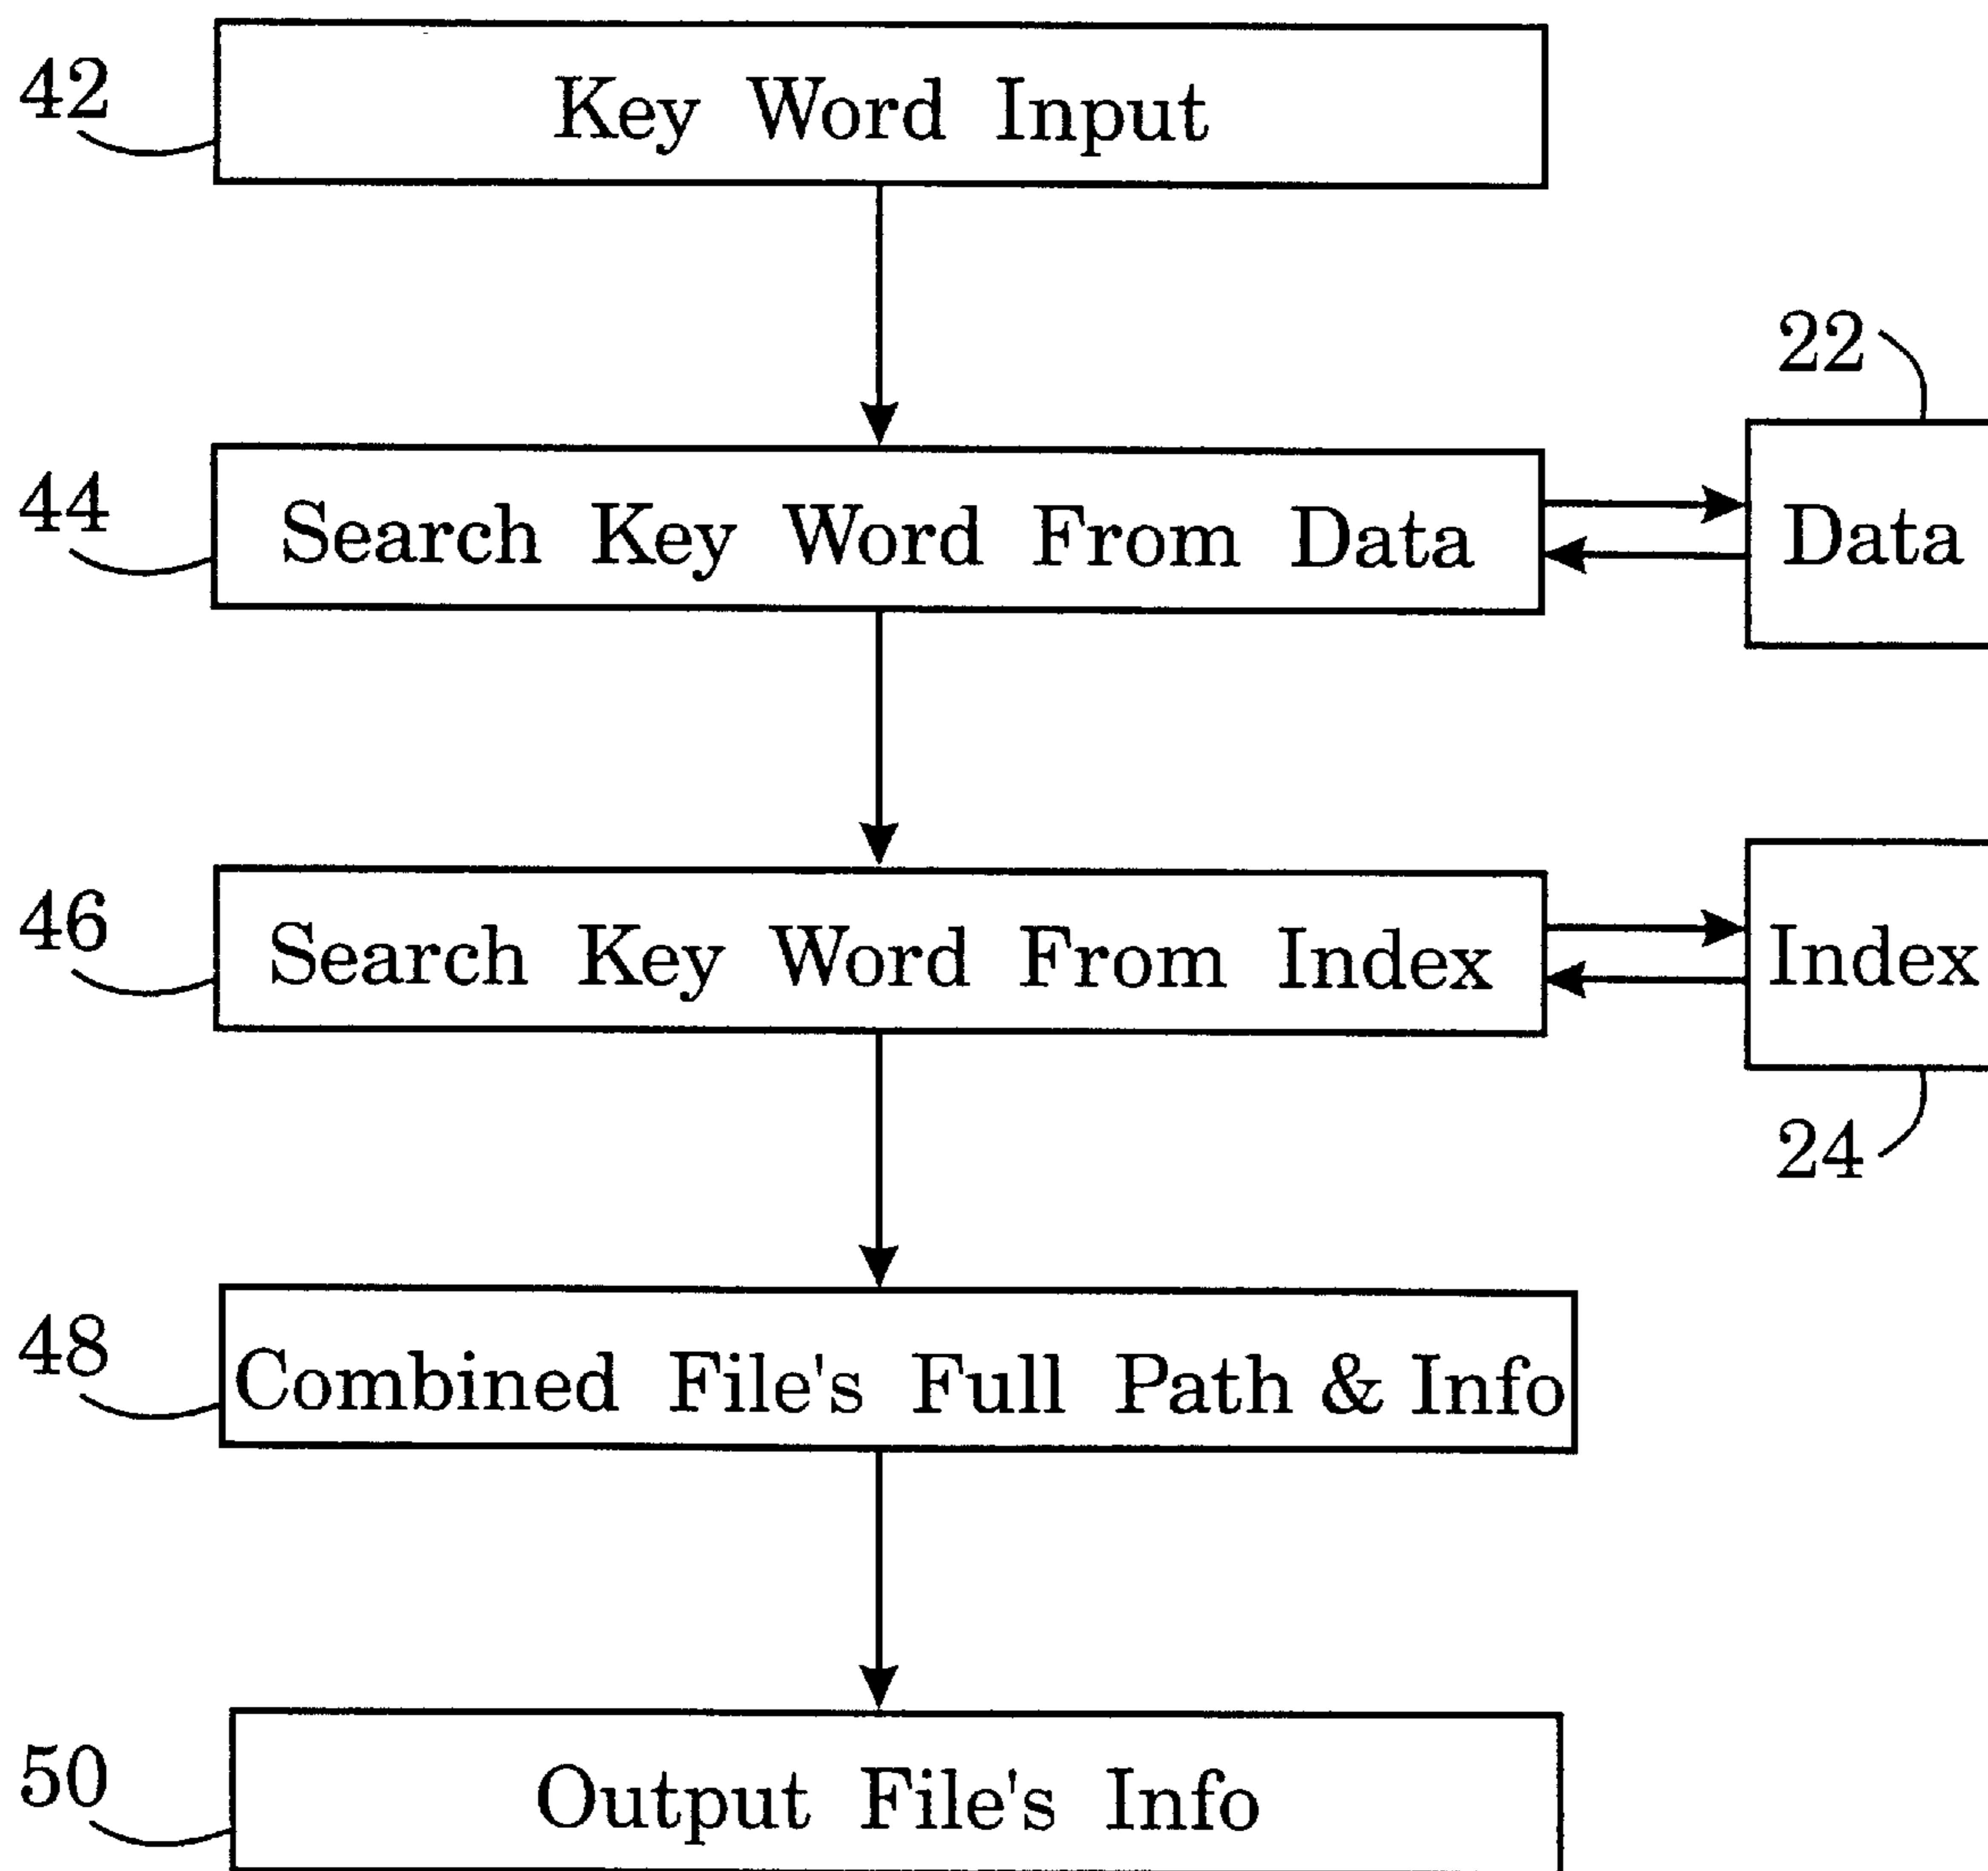 42
Key Word Input
22
44
Search Key Word From Data
Data
46
Search Key Word From Index
Index
24
48
Combined File's Full Path & Info
50
Output File's Info